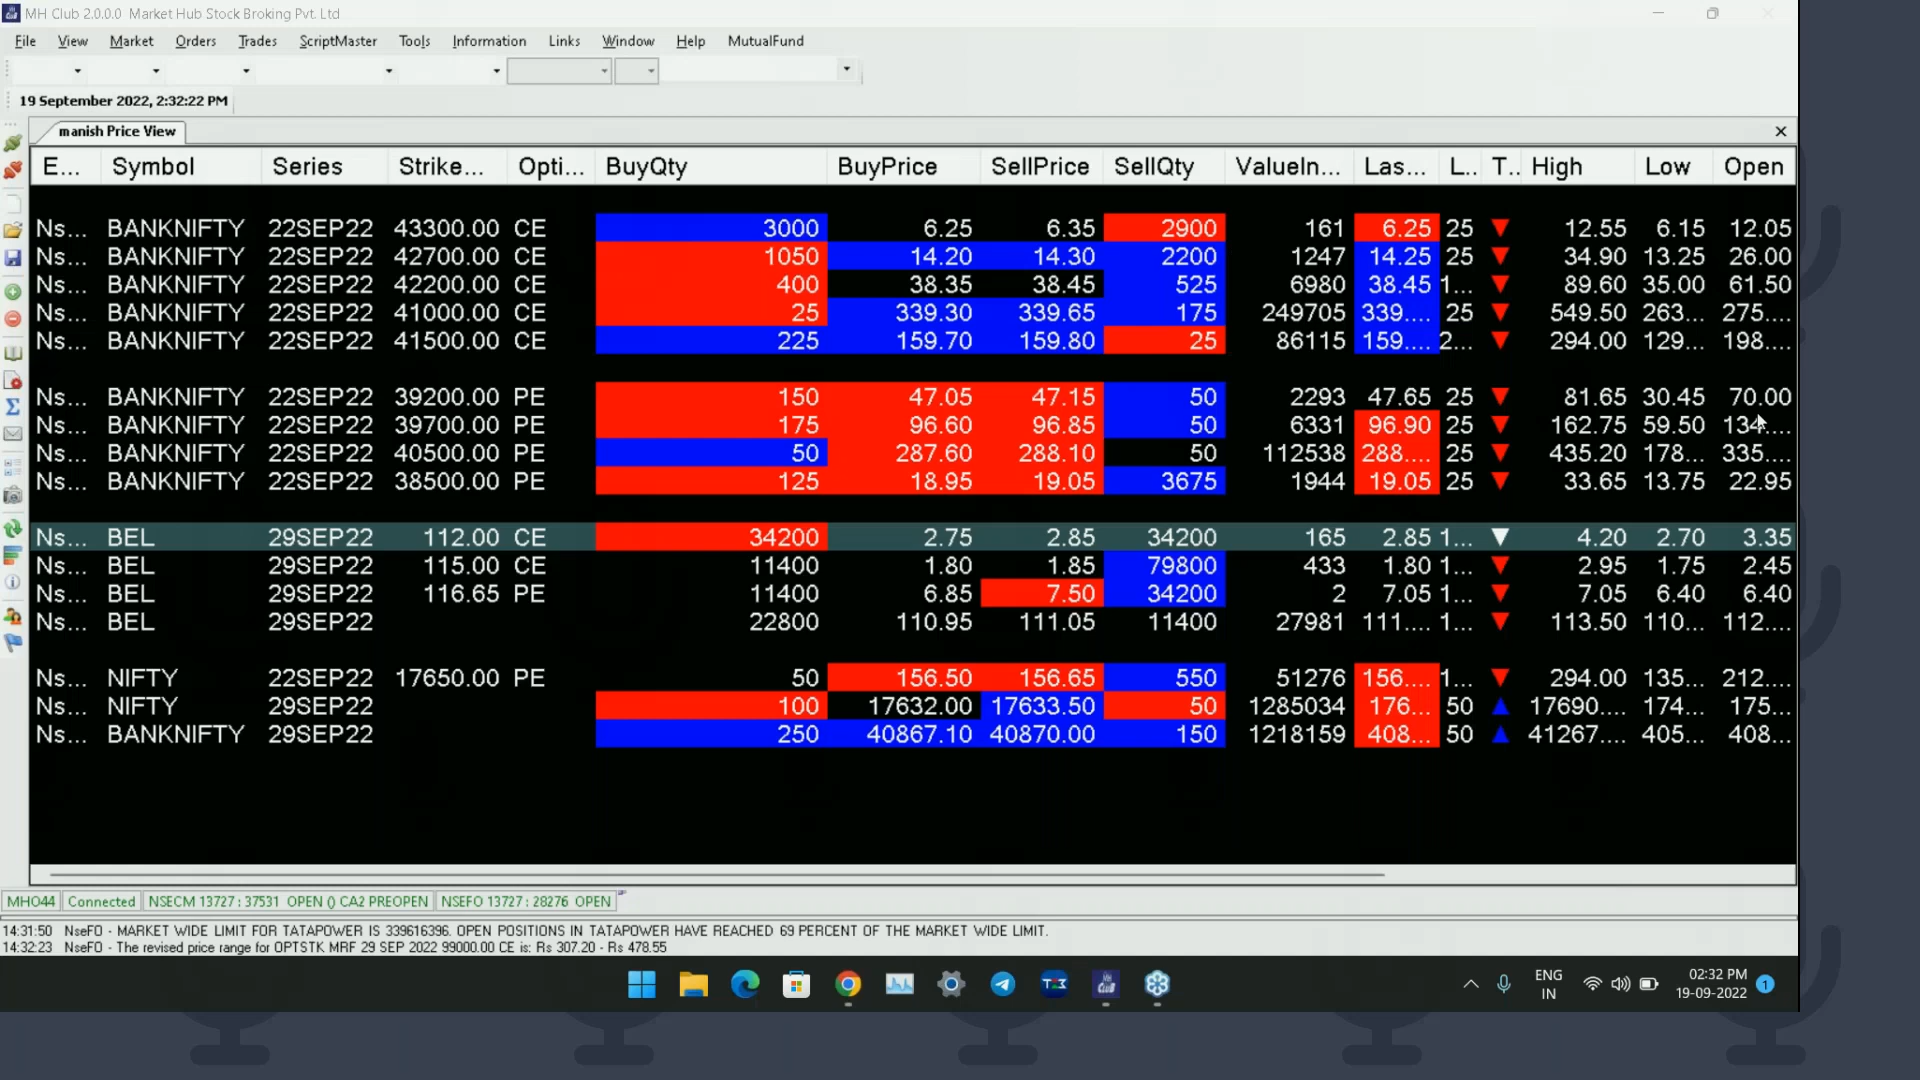 MH Club 2.0.0.0 Market Hub Stock Broking Pvt. Ltd
File View Market Orders Trades ScriptMaster Tools Information Links Window Help MutualFund
19 September 2022, 2:32:22 PM
manish Price View
E... Symbol Series Strike... Opti... BuyQty BuyPrice SellPrice SellQty ValueIn... Las... L.. T.. High Low Open
Ns... BANKNIFTY 22SEP22 43300.00 CE 3000 6.25 6.35 2900 161 6.25 25 12.55 6.15 12.05
Ns... BANKNIFTY 22SEP22 42700.00 CE 1050 14.20 14.30 2200 1247 14.25 25 34.90 13.25 26.00
Ns... BANKNIFTY 22SEP22 42200.00 CE 400 38.35 38.45 525 6980 38.45 1... 89.60 35.00 61.50
Ns... BANKNIFTY 22SEP22 41000.00 CE 25 339.30 339.65 175 249705 339.... 25 549.50 263... 275....
Ns... BANKNIFTY 22SEP22 41500.00 CE 225 159.70 159.80 25 86115 159.... 2... 294.00 129... 198....
Ns... BANKNIFTY 22SEP22 39200.00 PE 150 47.05 47.15 50 2293 47.65 25 81.65 30.45 70.00
Ns... BANKNIFTY 22SEP22 39700.00 PE 175 96.60 96.85 50 6331 96.90 25 162.75 59.50 134....
Ns... BANKNIFTY 22SEP22 40500.00 PE 50 287.60 288.10 50 112538 288.... 25 435.20 178... 335....
Ns... BANKNIFTY 22SEP22 38500.00 PE 125 18.95 19.05 3675 1944 19.05 25 33.65 13.75 22.95
Ns... BEL 29SEP22 112.00 CE 34200 2.75 2.85 34200 165 2.85 1... 4.20 2.70 3.35
Ns... BEL 29SEP22 115.00 CE 11400 1.80 1.85 79800 433 1.80 1... 2.95 1.75 2.45
Ns... BEL 29SEP22 116.65 PE 11400 6.85 7.50 34200 2 7.05 1... 7.05 6.40 6.40
Ns... BEL 29SEP22 22800 110.95 111.05 11400 27981 111.... 1... 113.50 110... 112....
Ns... NIFTY 22SEP22 17650.00 PE 50 156.50 156.65 550 51276 156.... 1... 294.00 135... 212....
Ns... NIFTY 29SEP22 100 17632.00 17633.50 50 1285034 176... 50 17690.... 174... 175...
Ns... BANKNIFTY 29SEP22 250 40867.10 40870.00 150 1218159 408... 50 41267.... 405... 408...
MHO44 Connected NSECM 13727 : 37531 OPEN () CA2 PREOPEN NSEFO 13727 : 28276 OPEN
14:31:50 NseFO - MARKET WIDE LIMIT FOR TATAPOWER IS 339616396. OPEN POSITIONS IN TATAPOWER HAVE REACHED 69 PERCENT OF THE MARKET WIDE LIMIT.
14:32:23 NseFO - The revised price range for OPTSTK MRF 29 SEP 2022 99000.00 CE is: Rs 307.20 - Rs 478.55
ENG 02:32 PM 1
IN 19-09-2022